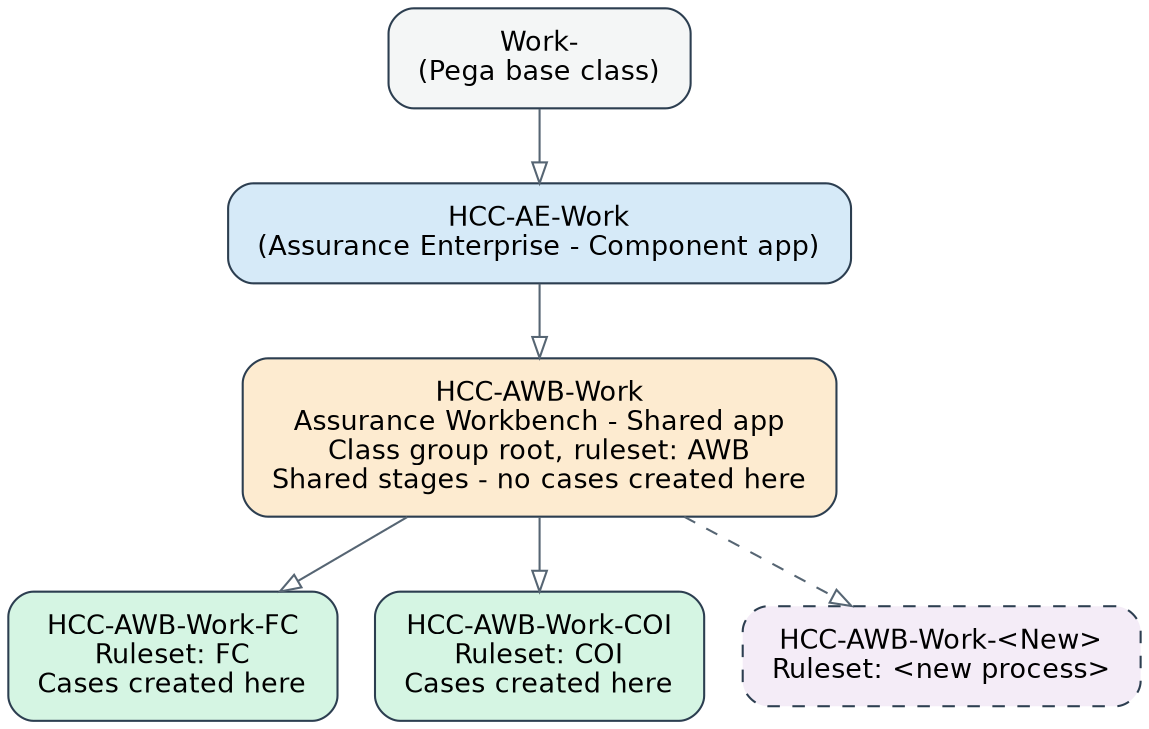 Work-
(Pega base class)
HCC-AE-Work
(Assurance Enterprise - Component app)
HCC-AWB-Work
Assurance Workbench - Shared app
Class group root, ruleset: AWB
Shared stages - no cases created here
HCC-AWB-Work-FC
Ruleset: FC
Cases created here
HCC-AWB-Work-COI
Ruleset: COI
Cases created here
HCC-AWB-Work-<New>
Ruleset: <new process>